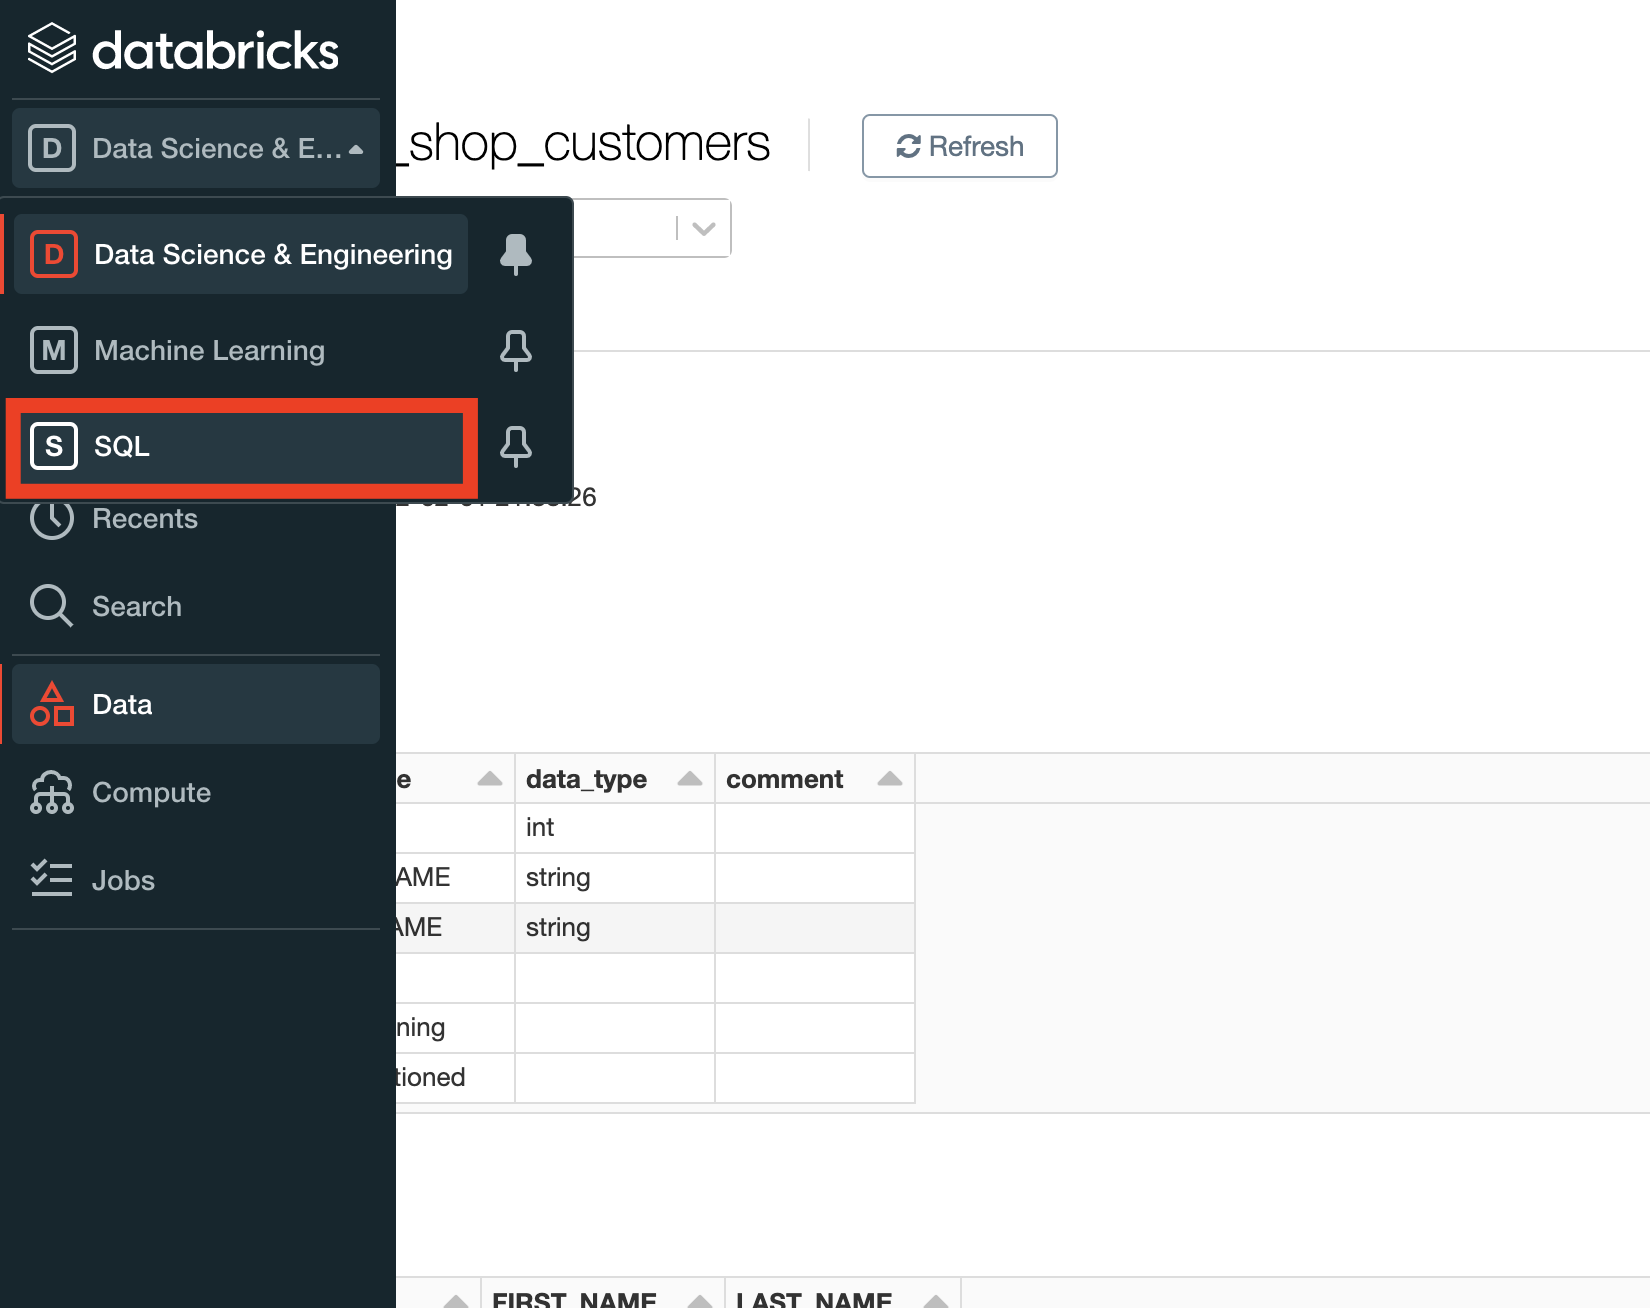 databricks
D Data Science & E...
_shop_customers
Refresh
D Data Science & Engineering
M Machine Learning
S SQL
26
Recents
Search
Data
Compute
Jobs
e data_type comment
int
AME string
AME string
ning
tioned
FIRST_NAME LAST_NAME